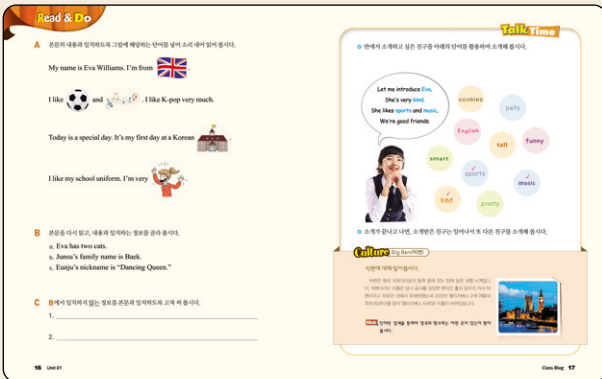 Read & Do
A 본문의 내용과 일치하도록 그림에 해당하는 단어를 넣어 소리 내어 읽어 봅시다.
My name is Eva Williams. I'm from .
I like and . I like K-pop very much.
Today is a special day. It's my first day at a Korean .
I like my school uniform. I'm very .
B 본문을 다시 읽고, 내용과 일치하는 정보를 골라 봅시다.
a. Eva has two cats.
b. Junsu's family name is Baek.
c. Eunju's nickname is "Dancing Queen."
C B에서 일치하지 않는 정보를 본문과 일치하도록 고쳐 써 봅시다.
1.
2.
16 Unit 01
Talk Time
반에서 소개하고 싶은 친구를 아래의 단어를 활용하여 소개해 봅시다.
Let me introduce Eva.
She's very kind.
She likes sports and music.
We're good friends.
cookies
pets
English
tall
funny
smart
sports
music
kind
pretty
소개가 끝나고 나면, 소개받은 친구는 일어나서 또 다른 친구를 소개해 봅시다.
Culture Big Ben(빅벤)
빅벤에 대해 알아봅시다.
Class Blog 17